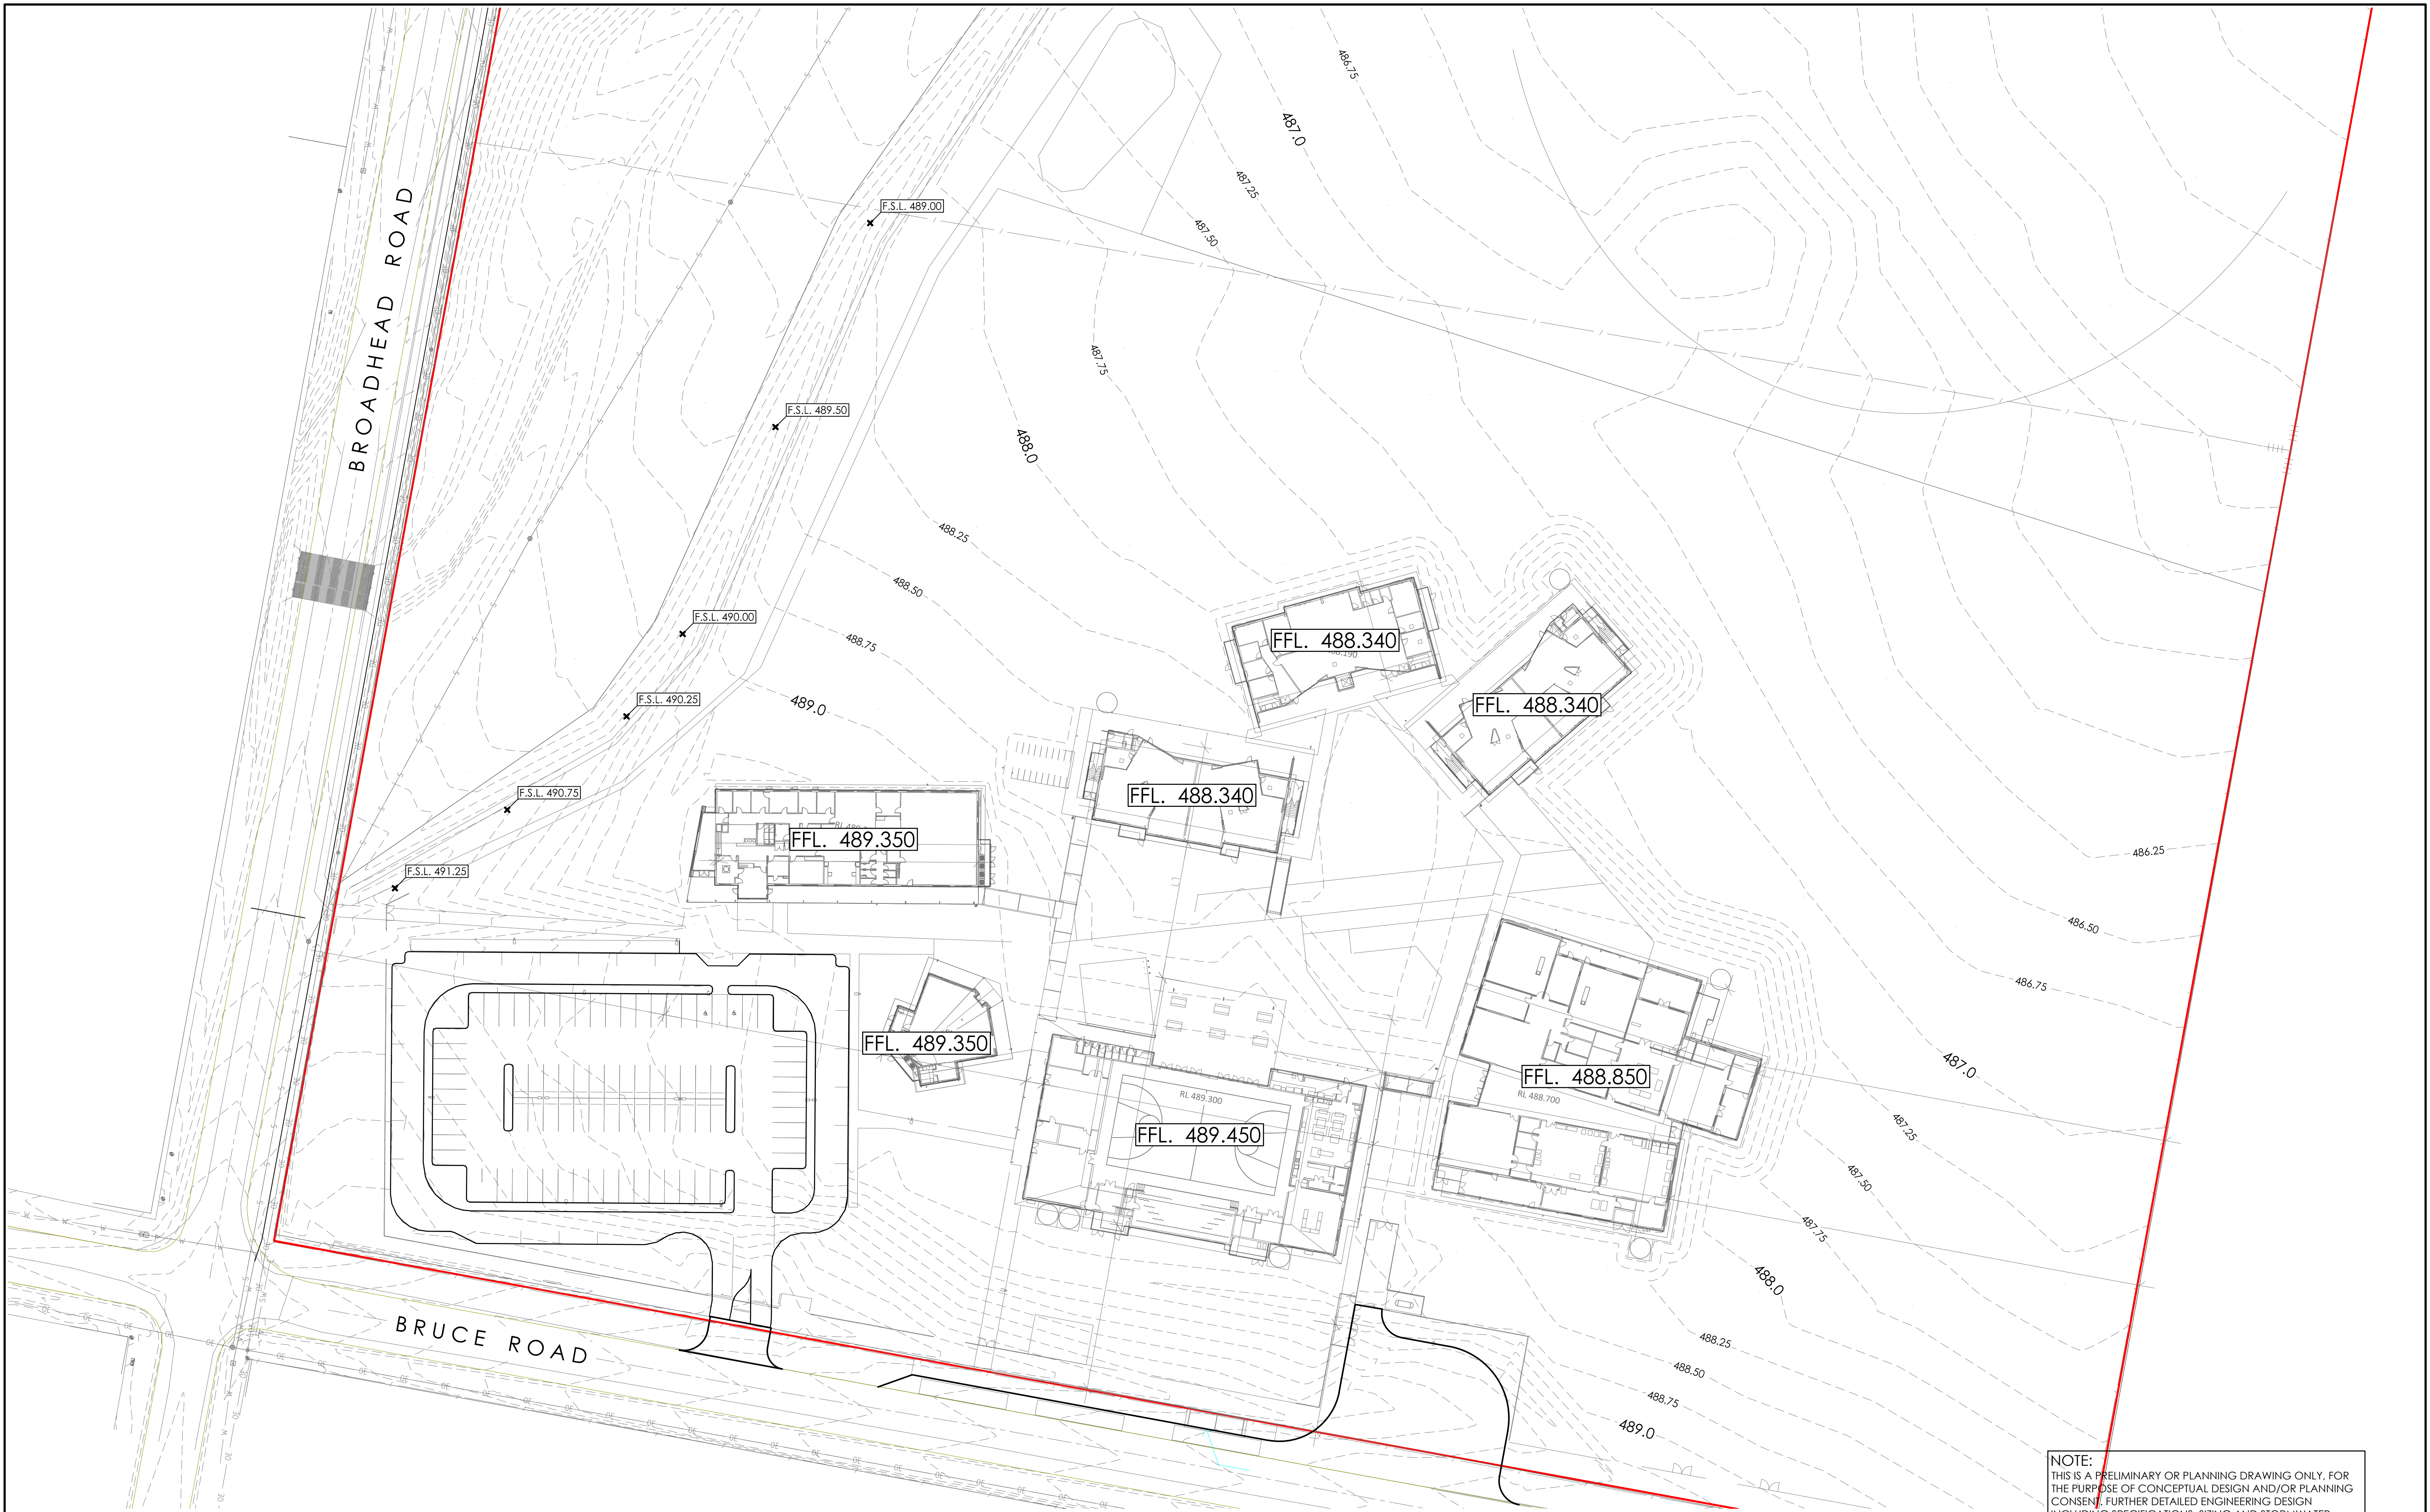 486.75
487.0
487.25
487.50
F.S.L. 489.00
BROADHEAD ROAD
487.75
F.S.L. 489.50
488.0
488.25
488.50
F.S.L. 490.00
488.75
FFL. 488.340
FFL. 488.340
F.S.L. 490.25
489.0
FFL. 488.340
F.S.L. 490.75
FFL. 489.350
F.S.L. 491.25
486.25
486.50
486.75
FFL. 489.350
487.0
FFL. 488.850
RL 488.700
RL 489.300
FFL. 489.450
487.25
487.50
487.75
488.0
BRUCE ROAD
488.25
488.50
488.75
489.0
NOTE:
THIS IS A PRELIMINARY OR PLANNING DRAWING ONLY, FOR
THE PURPOSE OF CONCEPTUAL DESIGN AND/OR PLANNING
CONSENT. FURTHER DETAILED ENGINEERING DESIGN